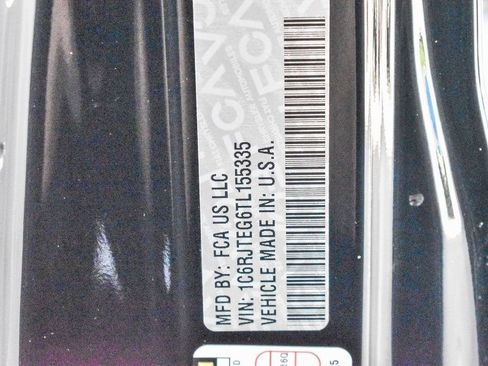 MFD BY: FCA US LLC
VIN: 1C6RJTEG6TL155335
VEHICLE MADE IN: U.S.A.